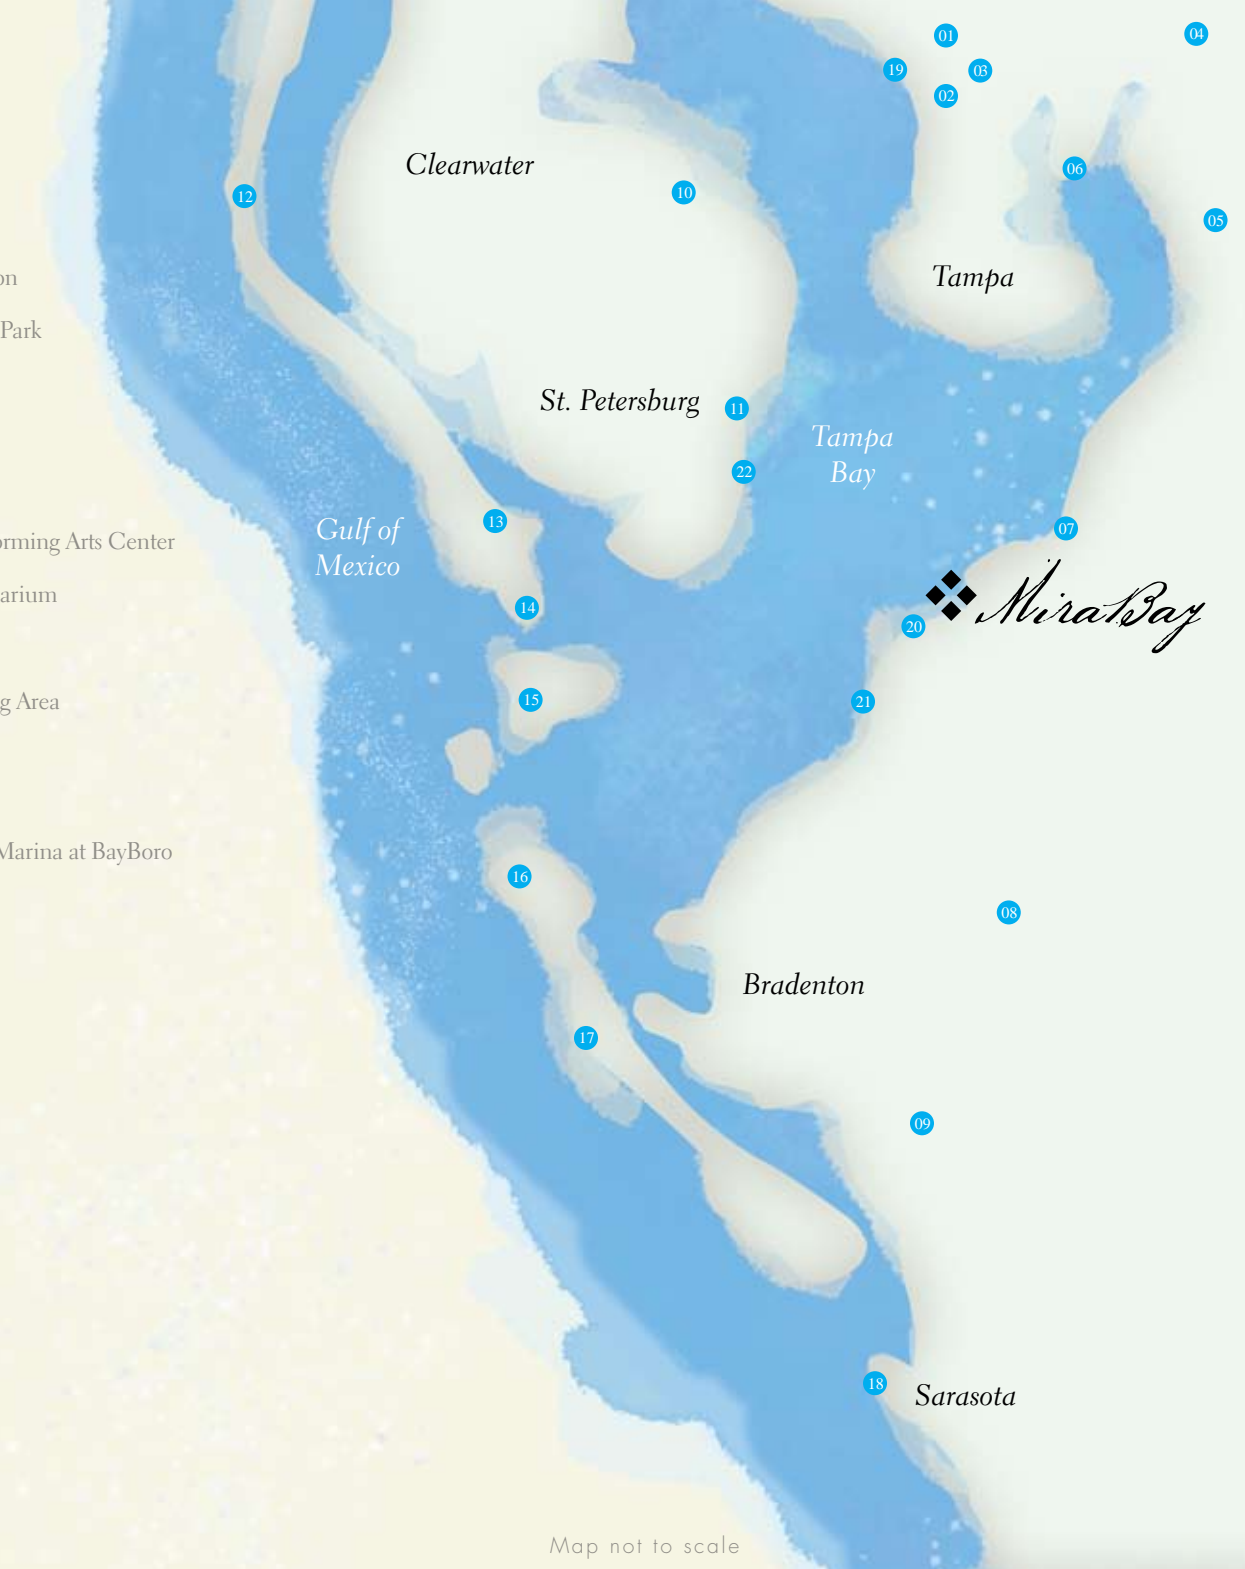 01
04
19
03
02
Clearwater
06
10
12
05
Tampa
on
Park
St. Petersburg
11
Tampa
Bay
22
Gulf of
Mexico
13
07
orming Arts Center
arium
14
MiraBay
20
g Area
15
21
Marina at BayBoro
16
08
Bradenton
17
09
18
Sarasota
Map not to scale